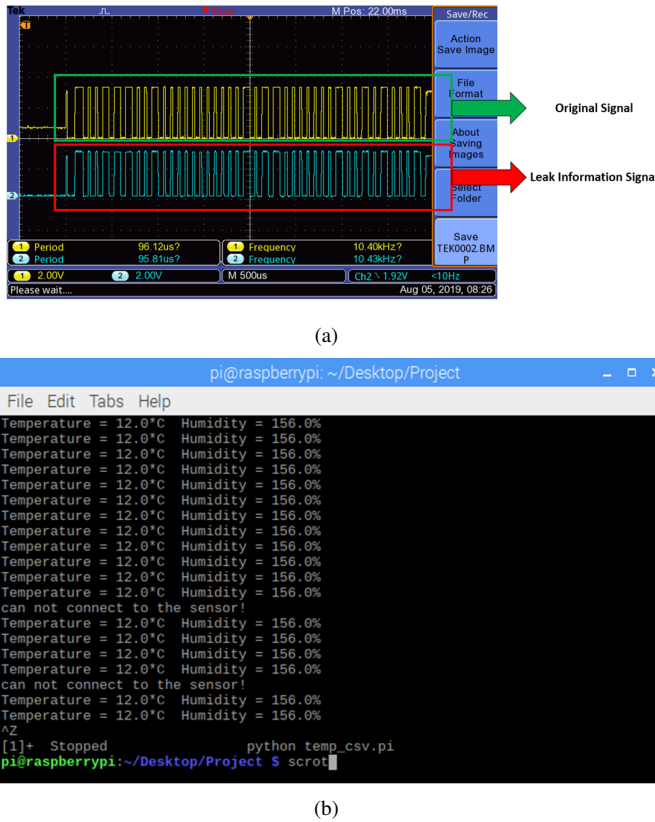 Tek
M Pos: 22.00ms
Save/Rec
Action
Save Image
File
Format
Original Signal
About
Saving
Images
Leak Information Signal
Select
Folder
Save
TEK0002.BM
P
1
2
1 Period 96.12us? 1 Frequency 10.40kHz?
2 Period 95.81us? 2 Frequency 10.43kHz?
1 2.00V 2 2.00V M 500us Ch2 \ 1.92V <10Hz
Please wait.... Aug 05, 2019, 08:26
(a)
pi@raspberrypi: ~/Desktop/Project
File Edit Tabs Help
Temperature = 12.0*C Humidity = 156.0%
Temperature = 12.0*C Humidity = 156.0%
Temperature = 12.0*C Humidity = 156.0%
Temperature = 12.0*C Humidity = 156.0%
Temperature = 12.0*C Humidity = 156.0%
Temperature = 12.0*C Humidity = 156.0%
Temperature = 12.0*C Humidity = 156.0%
Temperature = 12.0*C Humidity = 156.0%
Temperature = 12.0*C Humidity = 156.0%
Temperature = 12.0*C Humidity = 156.0%
Temperature = 12.0*C Humidity = 156.0%
Temperature = 12.0*C Humidity = 156.0%
can not connect to the sensor!
Temperature = 12.0*C Humidity = 156.0%
Temperature = 12.0*C Humidity = 156.0%
Temperature = 12.0*C Humidity = 156.0%
Temperature = 12.0*C Humidity = 156.0%
can not connect to the sensor!
Temperature = 12.0*C Humidity = 156.0%
Temperature = 12.0*C Humidity = 156.0%
^Z
[1]+ Stopped python temp_csv.pi
pi@raspberrypi:~/Desktop/Project $ scrot
(b)